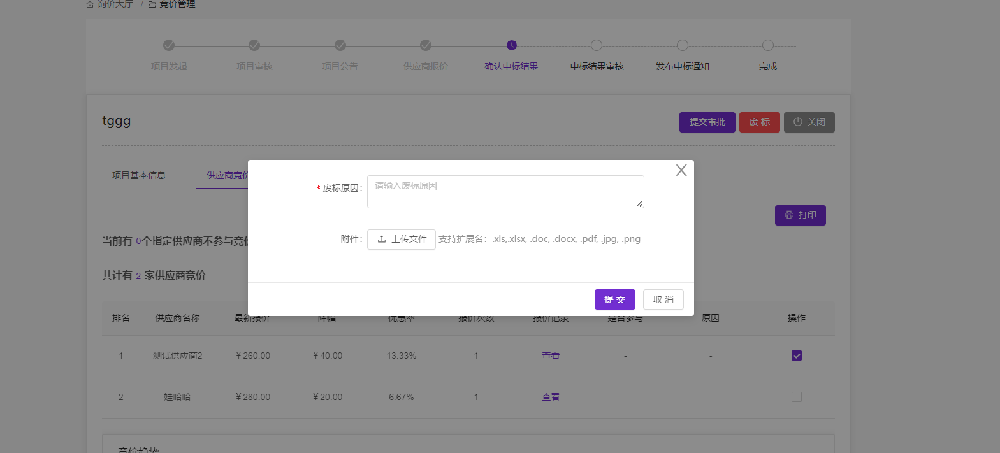 询价大厅 / 竞价管理
项目发起 项目审核 项目公告 供应商报价 确认中标结果 中标结果审核 发布中标通知 完成
tggg
提交审批 废 标 关闭
项目基本信息 供应商竞价
* 废标原因: 请输入废标原因
打印
附件: 上传文件 支持扩展名：.xls,.xlsx, .doc, .docx, .pdf, .jpg, .png
当前有 0个指定供应商不参与竞价
共计有 2 家供应商竞价
提 交 取 消
排名 供应商名称 最新报价 降幅 优惠率 报价次数 报价记录 是否参与 原因 操作
1 测试供应商2 ¥260.00 ¥40.00 13.33% 1 查看 - -
2 娃哈哈 ¥280.00 ¥20.00 6.67% 1 查看 - -
竞价趋势